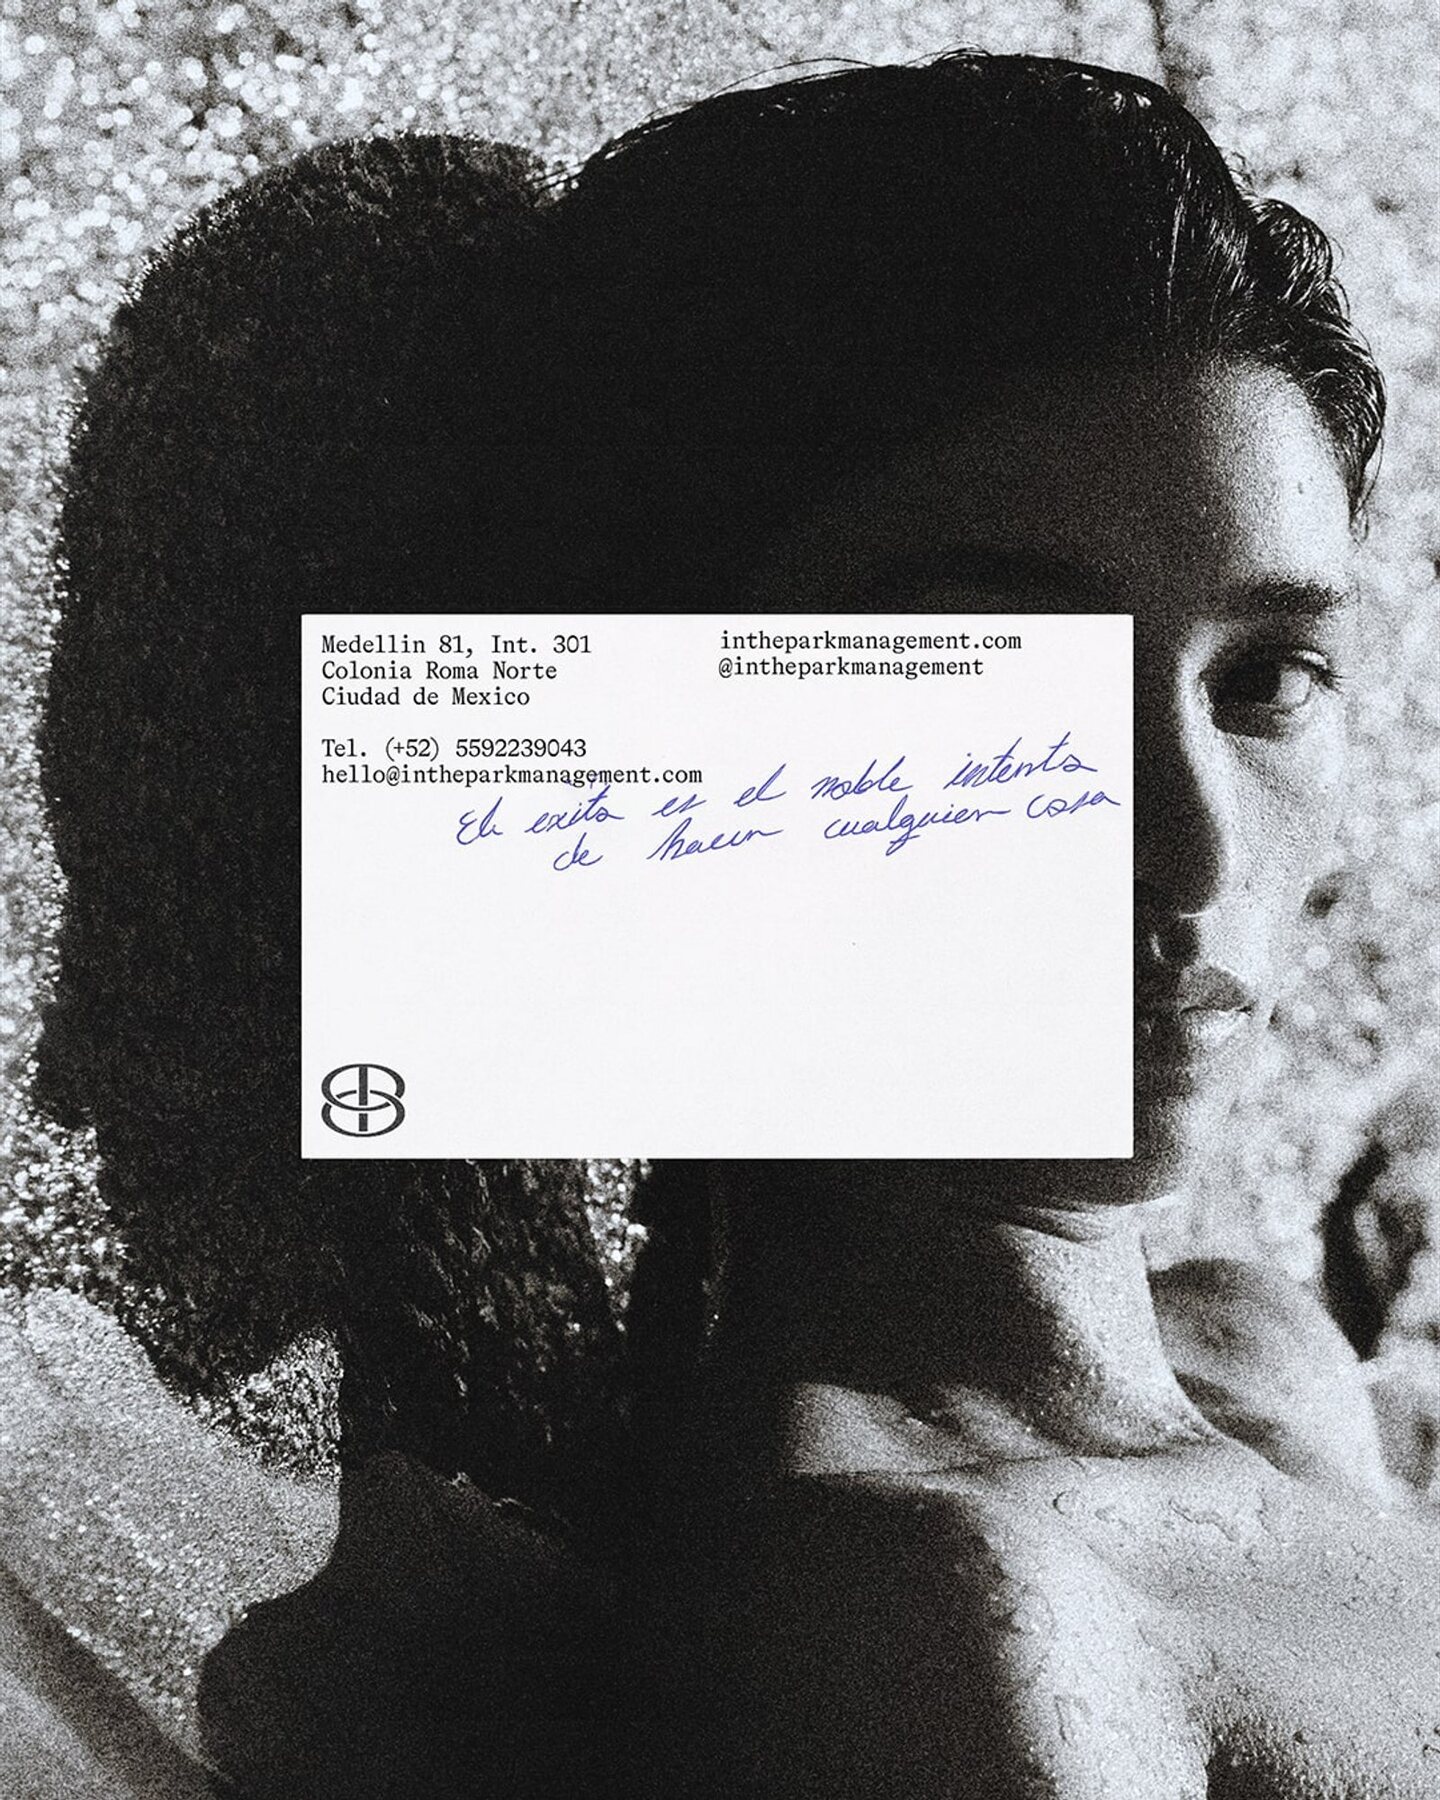 Medellin 81, Int. 301
Colonia Roma Norte
Ciudad de Mexico
Tel. (+52) 5592239043
hello@intheparkmanagement.com
intheparkmanagement.com
@intheparkmanagement
El exito es el noble intento
de hacer cualquier cosa